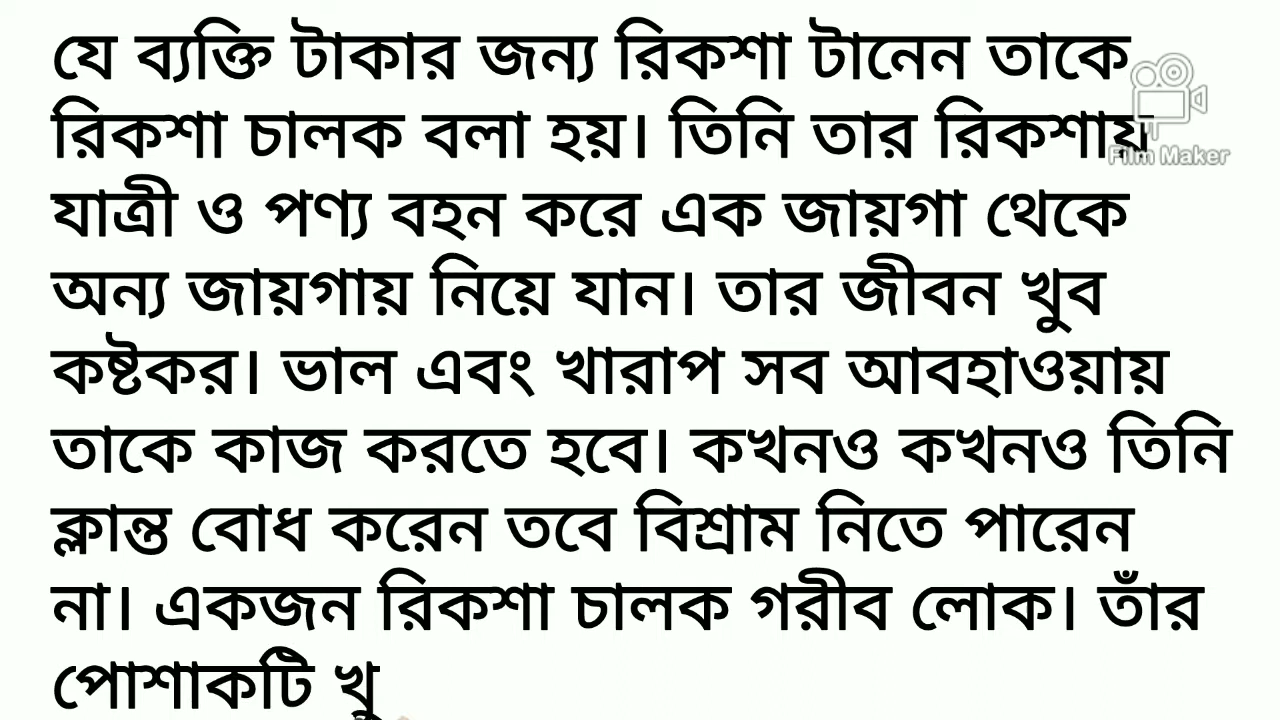 যে ব্যক্তি টাকার জন্য রিকশা টানেন তাকে
রিকশা চালক বলা হয়। তিনি তার রিকশায়
Film Maker
যাত্রী ও পণ্য বহন করে এক জায়গা থেকে
অন্য জায়গায় নিয়ে যান। তার জীবন খুব
কষ্টকর। ভাল এবং খারাপ সব আবহাওয়ায়
তাকে কাজ করতে হবে। কখনও কখনও তিনি
ক্লান্ত বোধ করেন তবে বিশ্রাম নিতে পারেন
না। একজন রিকশা চালক গরীব লোক। তাঁর
পোশাকটি খু